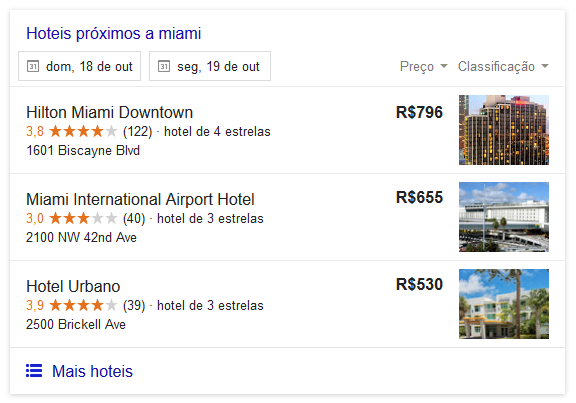 Hoteis próximos a miami
31 dom, 18 de out 31 seg, 19 de out Preço Classificação
Hilton Miami Downtown R$796
3,8 (122) · hotel de 4 estrelas
1601 Biscayne Blvd
Miami International Airport Hotel R$655
3,0 (40) · hotel de 3 estrelas
2100 NW 42nd Ave
Hotel Urbano R$530
3,9 (39) · hotel de 3 estrelas
2500 Brickell Ave
Mais hoteis